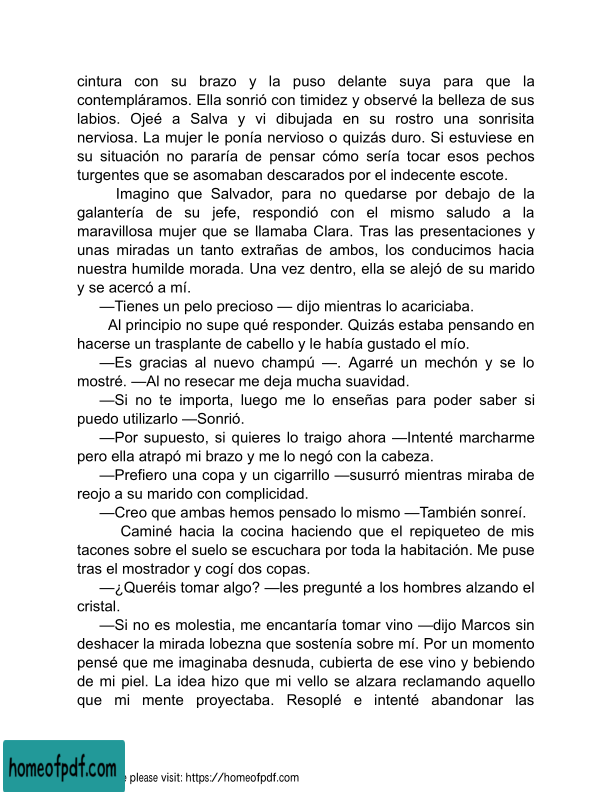 cintura con su brazo y la puso delante suya para que la
contempláramos. Ella sonrió con timidez y observé la belleza de sus
labios. Ojeé a Salva y vi dibujada en su rostro una sonrisita
nerviosa. La mujer le ponía nervioso o quizás duro. Si estuviese en
su situación no pararía de pensar cómo sería tocar esos pechos
turgentes que se asomaban descarados por el indecente escote.
Imagino que Salvador, para no quedarse por debajo de la
galantería de su jefe, respondió con el mismo saludo a la
maravillosa mujer que se llamaba Clara. Tras las presentaciones y
unas miradas un tanto extrañas de ambos, los conducimos hacia
nuestra humilde morada. Una vez dentro, ella se alejó de su marido
y se acercó a mí.
—Tienes un pelo precioso — dijo mientras lo acariciaba.
Al principio no supe qué responder. Quizás estaba pensando en
hacerse un trasplante de cabello y le había gustado el mío.
—Es gracias al nuevo champú —. Agarré un mechón y se lo
mostré. —Al no resecar me deja mucha suavidad.
—Si no te importa, luego me lo enseñas para poder saber si
puedo utilizarlo —Sonrió.
—Por supuesto, si quieres lo traigo ahora —Intenté marcharme
pero ella atrapó mi brazo y me lo negó con la cabeza.
—Prefiero una copa y un cigarrillo —susurró mientras miraba de
reojo a su marido con complicidad.
—Creo que ambas hemos pensado lo mismo —También sonreí.
Caminé hacia la cocina haciendo que el repiqueteo de mis
tacones sobre el suelo se escuchara por toda la habitación. Me puse
tras el mostrador y cogí dos copas.
—¿Queréis tomar algo? —les pregunté a los hombres alzando el
cristal.
—Si no es molestia, me encantaría tomar vino —dijo Marcos sin
deshacer la mirada lobezna que sostenía sobre mí. Por un momento
pensé que me imaginaba desnuda, cubierta de ese vino y bebiendo
de mi piel. La idea hizo que mi vello se alzara reclamando aquello
que mi mente proyectaba. Resoplé e intenté abandonar las
homeofpdf.com
please visit: https://homeofpdf.com